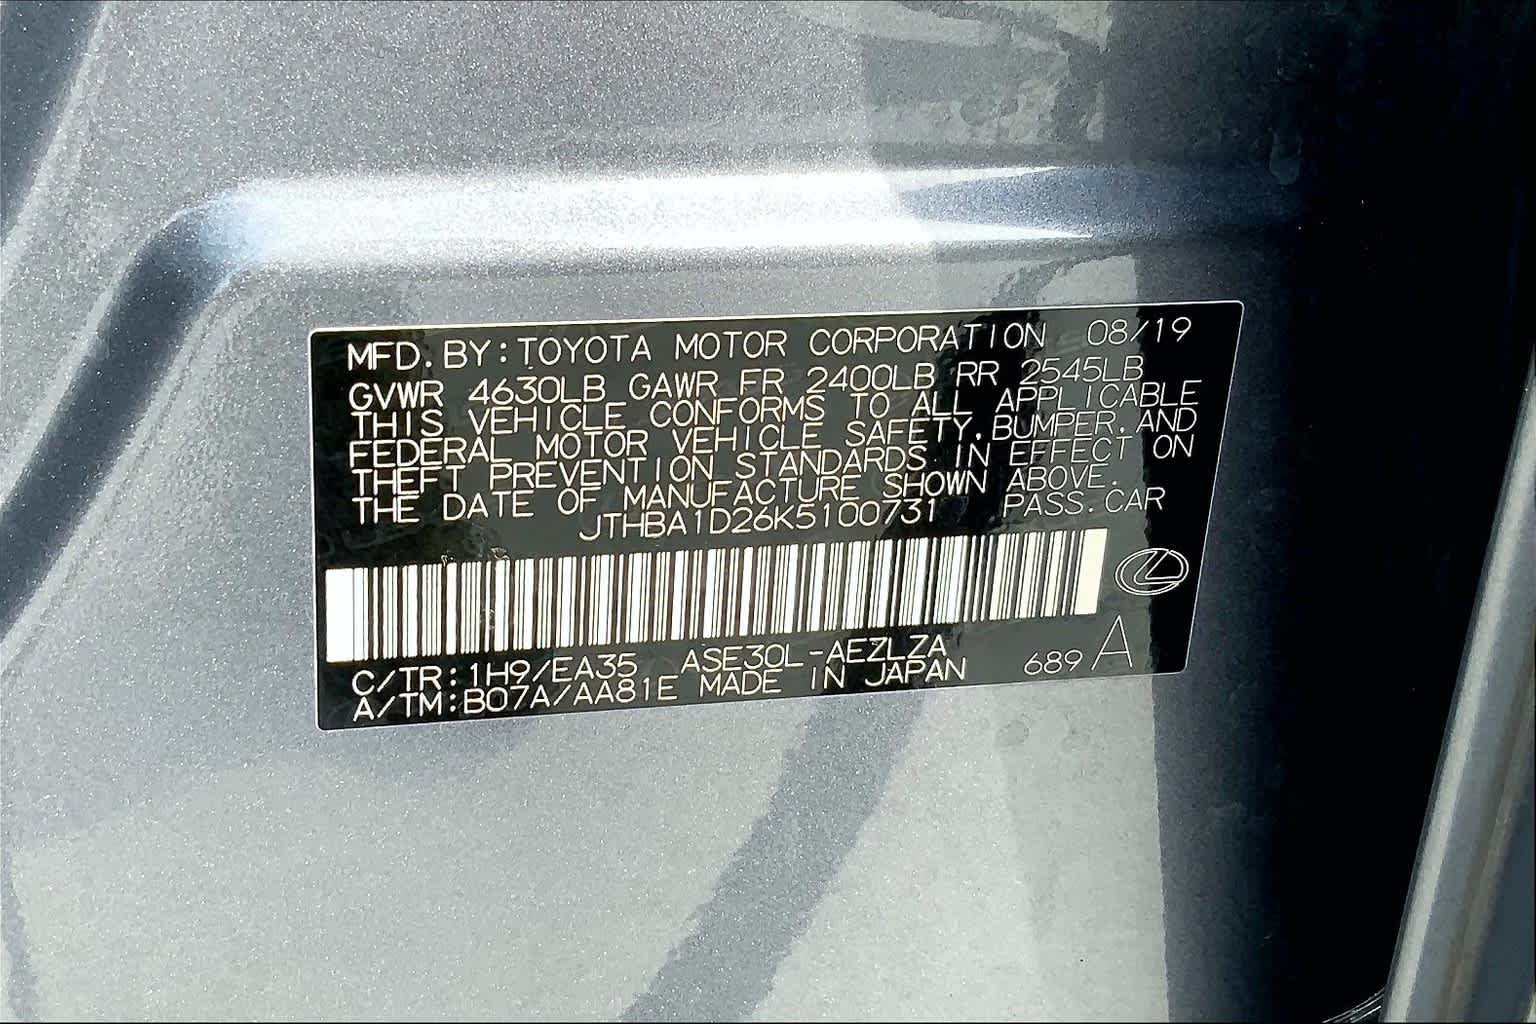 MFD. BY: TOYOTA MOTOR CORPORATION 08/19
GVWR 4630LB GAWR FR 2400LB RR 2545LB
THIS VEHICLE CONFORMS TO ALL APPLICABLE
FEDERAL MOTOR VEHICLE SAFETY, BUMPER, AND
THEFT PREVENTION STANDARDS IN EFFECT ON
THE DATE OF MANUFACTURE SHOWN ABOVE.
JTHBA1D26K5100731 PASS. CAR
C/TR: 1H9/EA35 ASE30L-AEZLZA
A/TM: B07A/AA81E MADE IN JAPAN 689 A